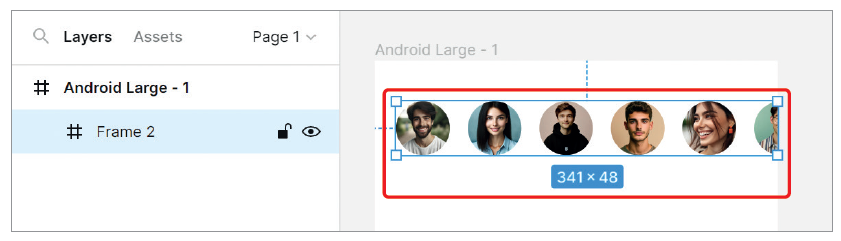 Layers Assets Page 1
Android Large - 1
Frame 2
Android Large - 1
341 × 48